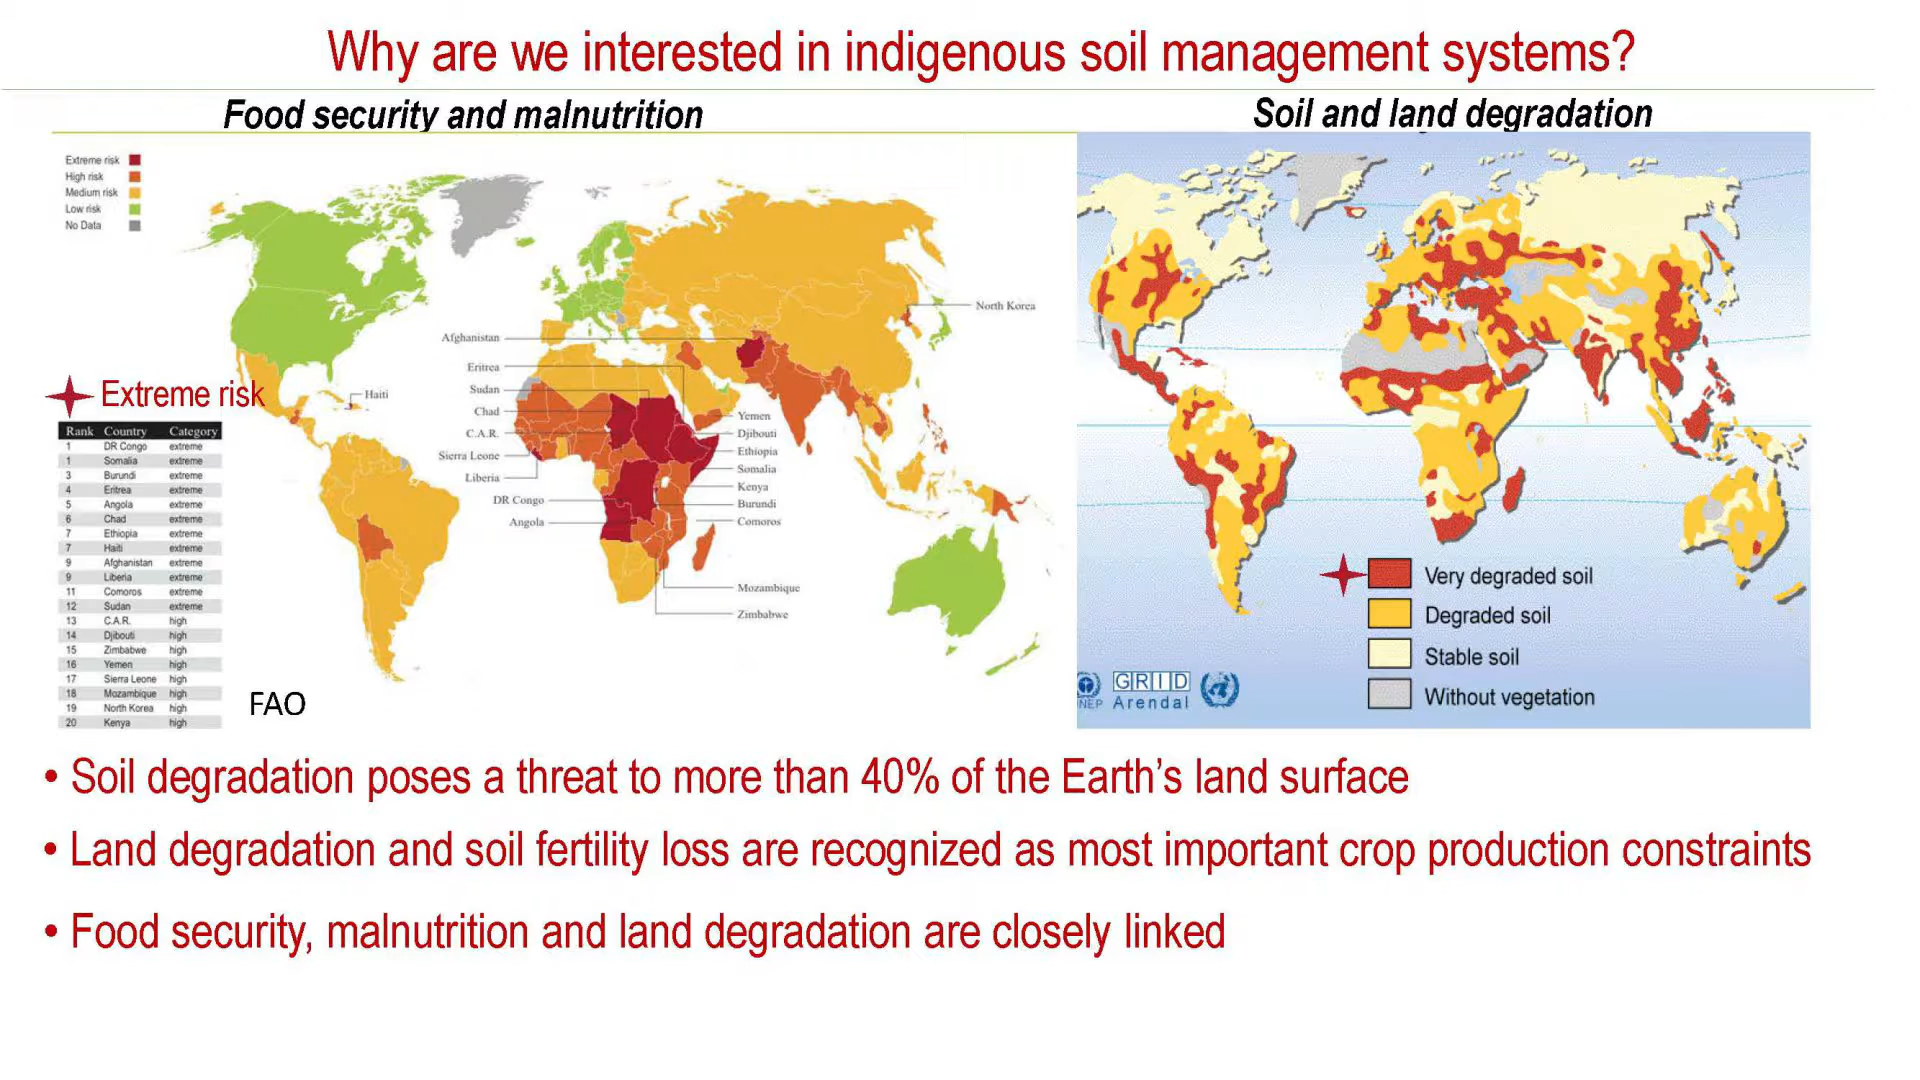 Why are we interested in indigenous soil management systems?
Food security and malnutrition
Extreme risk
High risk
Medium risk
Low risk
No Data
North Korea
Afghanistan
Eritrea
Sudan
Chad
C.A.R.
Sierra Leone
Liberia
DR Congo
Angola
Haiti
Yemen
Djibouti
Ethiopia
Somalia
Kenya
Burundi
Comoros
Mozambique
Zimbabwe
Extreme risk
Rank Country Category
1 DR Congo extreme
1 Somalia extreme
3 Burundi extreme
4 Eritrea extreme
5 Angola extreme
6 Chad extreme
7 Ethiopia extreme
7 Haiti extreme
9 Afghanistan extreme
9 Liberia extreme
11 Comoros extreme
12 Sudan extreme
13 C.A.R. high
14 Djibouti high
15 Zimbabwe high
16 Yemen high
17 Sierra Leone high
18 Mozambique high
19 North Korea high
20 Kenya high
FAO
Soil and land degradation
Very degraded soil
Degraded soil
Stable soil
Without vegetation
NEP
GRID
Arendal
• Soil degradation poses a threat to more than 40% of the Earth’s land surface
• Land degradation and soil fertility loss are recognized as most important crop production constraints
• Food security, malnutrition and land degradation are closely linked